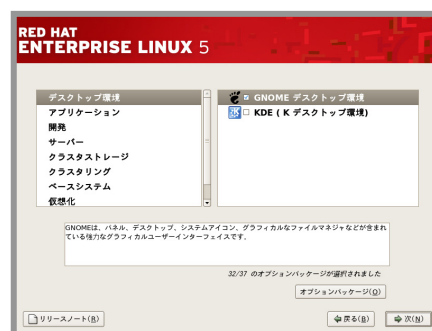 RED HAT
ENTERPRISE LINUX 5
デスクトップ環境
アプリケーション
開発
サーバー
クラスタストレージ
クラスタリング
ベースシステム
仮想化
GNOME デスクトップ環境
KDE ( K デスクトップ環境)
GNOMEは、パネル、デスクトップ、システムアイコン、グラフィカルなファイルマネジャなどが含まれ
ている強力なグラフィカルユーザーインターフェイスです。
32/37 のオプションパッケージが選択されました
オプションパッケージ(O)
リリースノート(R)
戻る(B)
次(N)